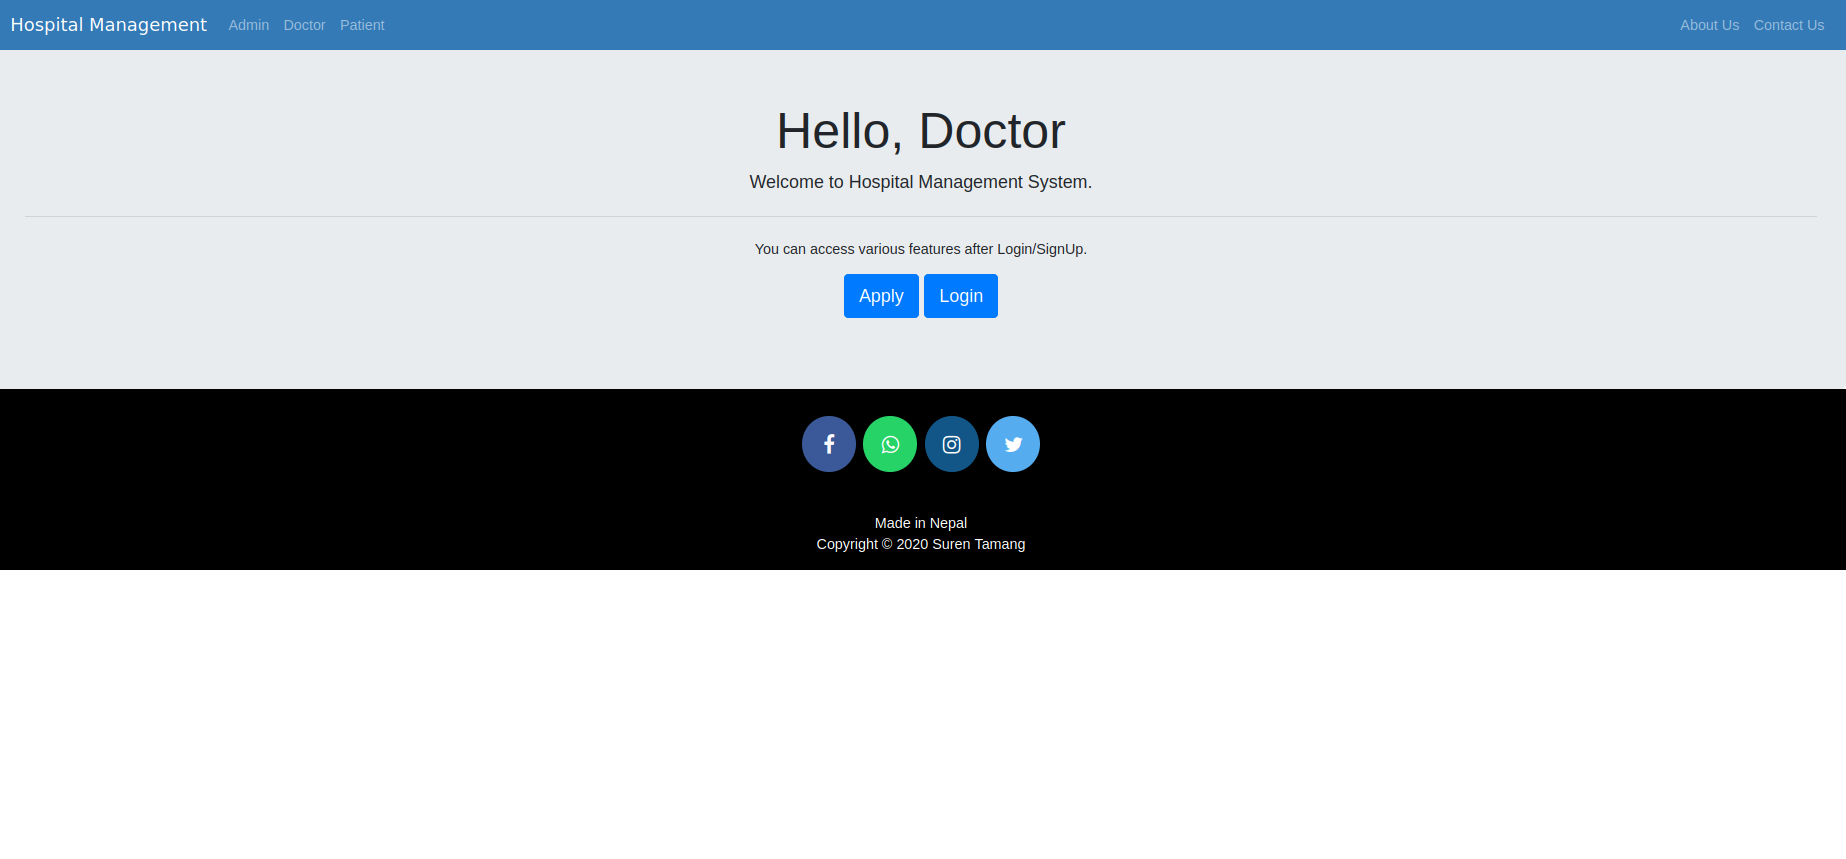 Hospital Management Admin Doctor Patient About Us Contact Us
Hello, Doctor
Welcome to Hospital Management System.
You can access various features after Login/SignUp.
Apply Login
Made in Nepal
Copyright © 2020 Suren Tamang